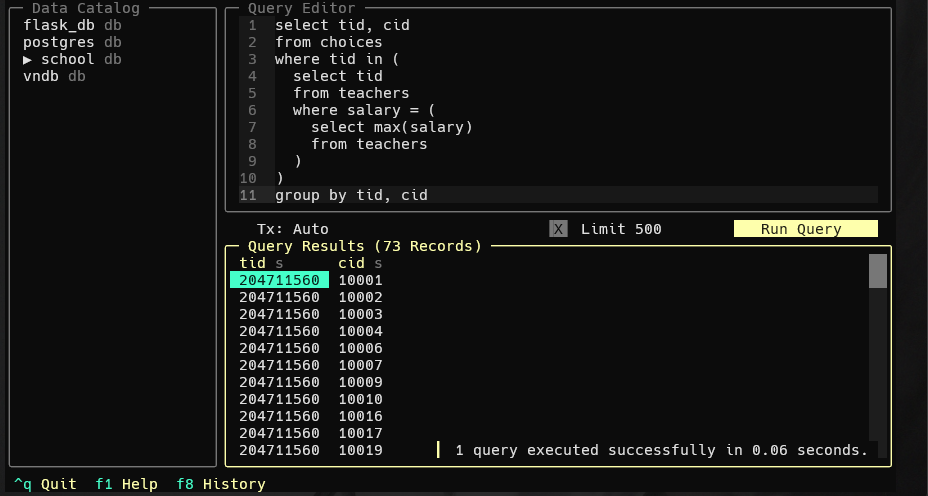 Data Catalog
flask_db db
postgres db
▶ school db
vndb db
Query Editor
1 select tid, cid
2 from choices
3 where tid in (
4   select tid
5   from teachers
6   where salary = (
7     select max(salary)
8     from teachers
9   )
10 )
11 group by tid, cid
Tx: Auto X Limit 500 Run Query
Query Results (73 Records)
tid s cid s
204711560 10001
204711560 10002
204711560 10003
204711560 10004
204711560 10006
204711560 10007
204711560 10009
204711560 10010
204711560 10016
204711560 10017
204711560 10019
1 query executed successfully in 0.06 seconds.
^q Quit f1 Help f8 History